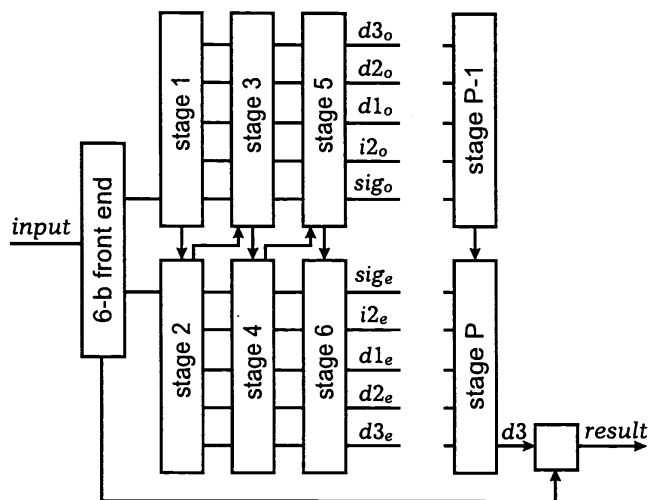 input
6-b front end
stage 1
stage 3
stage 5
d3ₒ
d2ₒ
d1ₒ
i2ₒ
sigₒ
stage P-1
stage 2
stage 4
stage 6
sigₑ
i2ₑ
d1ₑ
d2ₑ
d3ₑ
stage P
d3
result